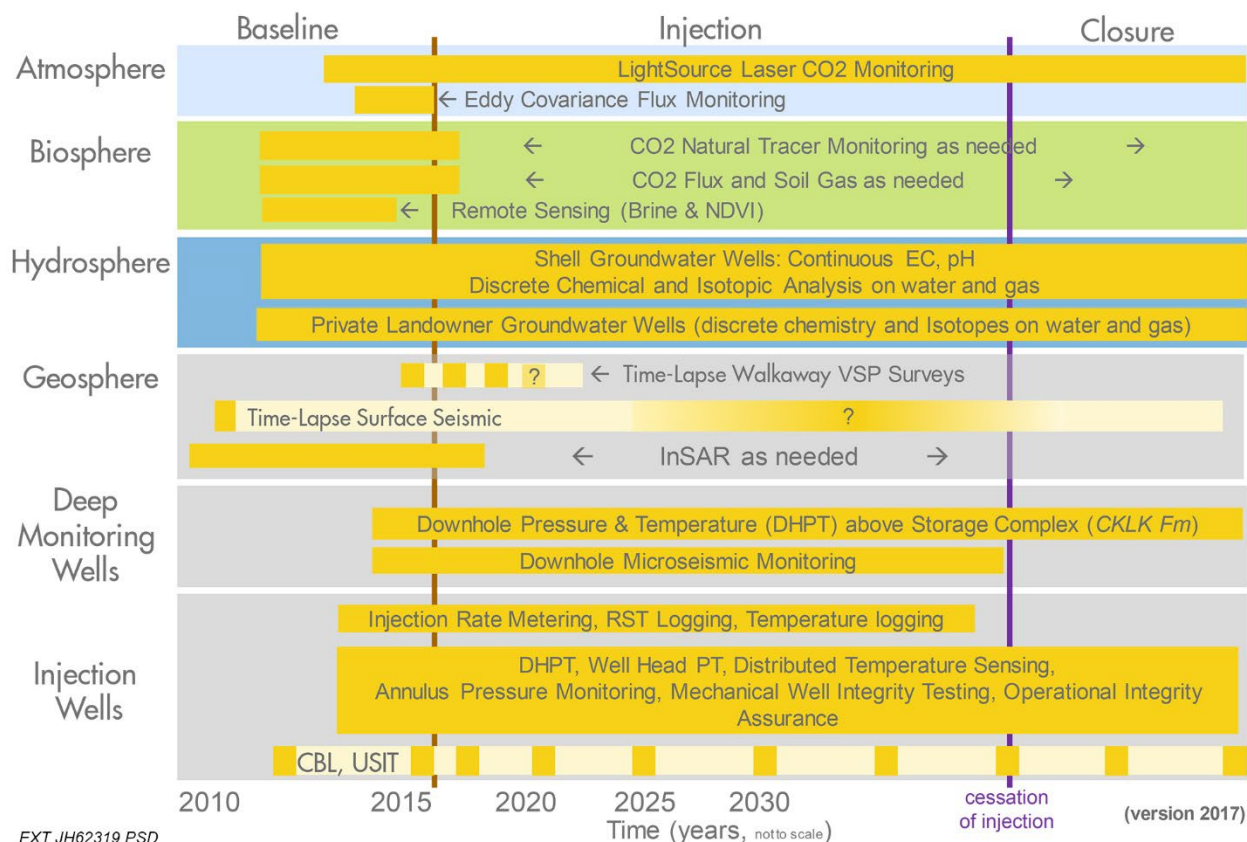 Baseline
Injection
Closure
Atmosphere
LightSource Laser CO2 Monitoring
← Eddy Covariance Flux Monitoring
Biosphere
← CO2 Natural Tracer Monitoring as needed →
← CO2 Flux and Soil Gas as needed →
← Remote Sensing (Brine & NDVI)
Hydrosphere
Shell Groundwater Wells: Continuous EC, pH
Discrete Chemical and Isotopic Analysis on water and gas
Private Landowner Groundwater Wells (discrete chemistry and Isotopes on water and gas)
Geosphere
? ← Time-Lapse Walkaway VSP Surveys
Time-Lapse Surface Seismic ?
← InSAR as needed →
Deep
Monitoring
Wells
Downhole Pressure & Temperature (DHPT) above Storage Complex (CKLK Fm)
Downhole Microseismic Monitoring
Injection
Wells
Injection Rate Metering, RST Logging, Temperature logging
DHPT, Well Head PT, Distributed Temperature Sensing,
Annulus Pressure Monitoring, Mechanical Well Integrity Testing, Operational Integrity
Assurance
CBL, USIT
2010 2015 2020 2025 2030
cessation
of injection
(version 2017)
Time (years, not to scale)
EXT JH62319 PSD